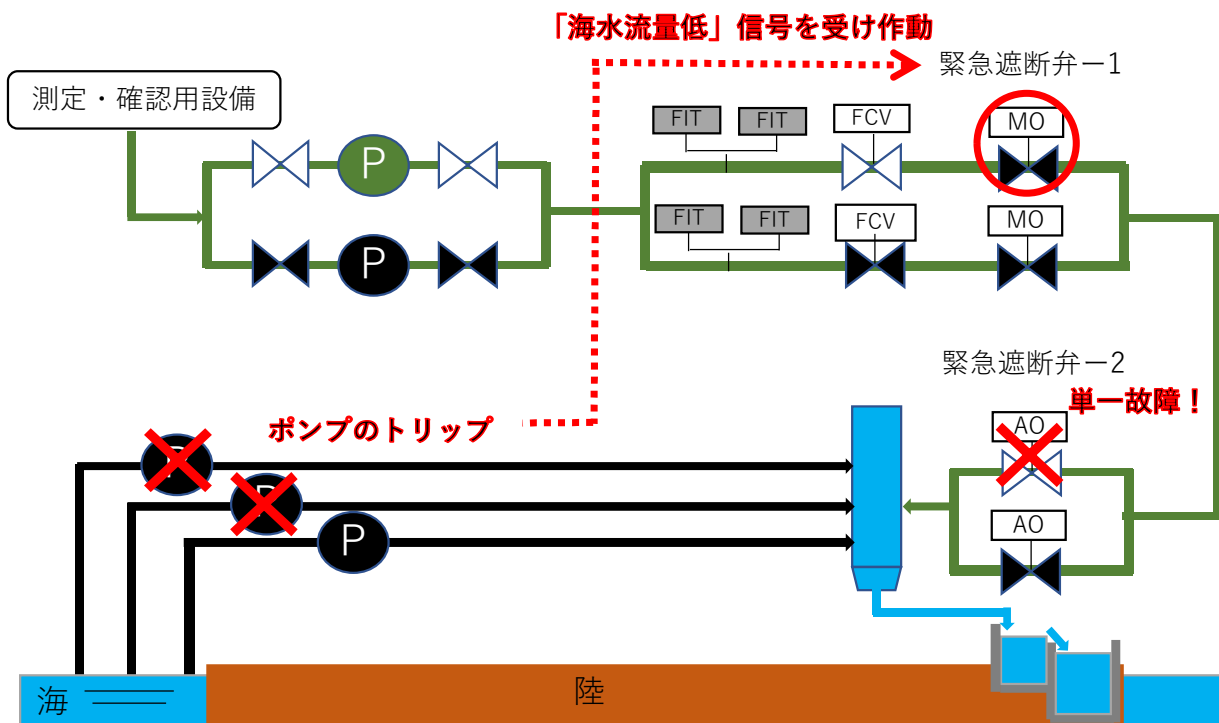 「海水流量低」信号を受け作動
緊急遮断弁ー1
測定・確認用設備
FIT
FIT
FCV
MO
P
FIT
FIT
FCV
MO
P
緊急遮断弁ー2
単一故障！
ポンプのトリップ
AO
P
P
P
AO
海
陸